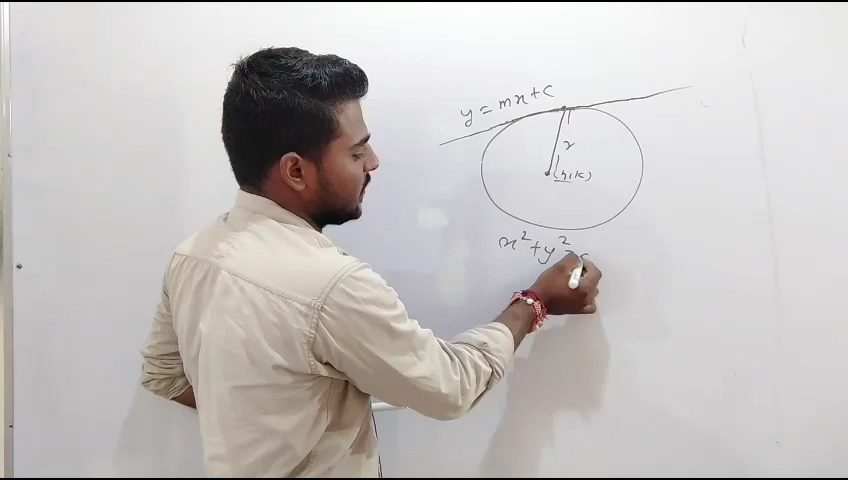 y = mx + c
r
(h, k)
x² + y² =